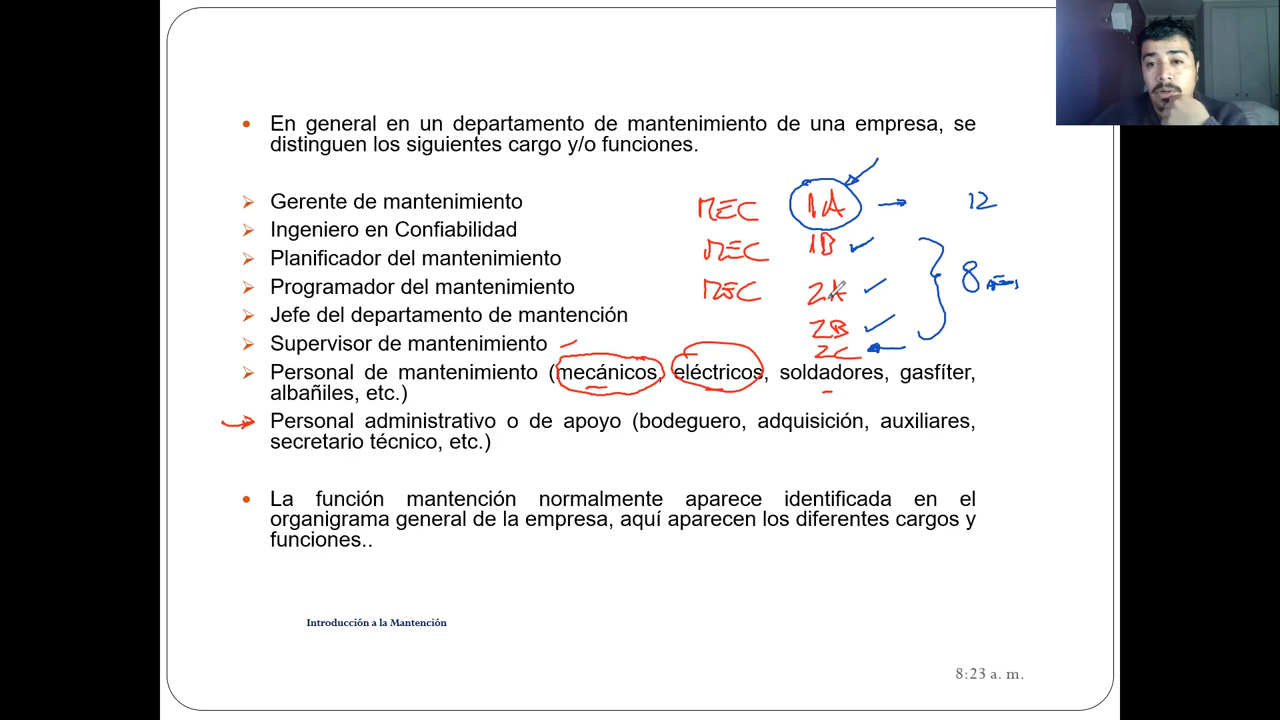 En general en un departamento de mantenimiento de una empresa, se
distinguen los siguientes cargo y/o funciones.
Gerente de mantenimiento
MEC 1A → 12
Ingeniero en Confiabilidad
MEC 1B
Planificador del mantenimiento
Programador del mantenimiento
MEC 2A
8 AÑOS
Jefe del departamento de mantención
2B
Supervisor de mantenimiento
2C
Personal de mantenimiento (mecánicos, eléctricos, soldadores, gasfíter,
albañiles, etc.)
Personal administrativo o de apoyo (bodeguero, adquisición, auxiliares,
secretario técnico, etc.)
La función mantención normalmente aparece identificada en el
organigrama general de la empresa, aquí aparecen los diferentes cargos y
funciones..
Introducción a la Mantención
8:23 a. m.